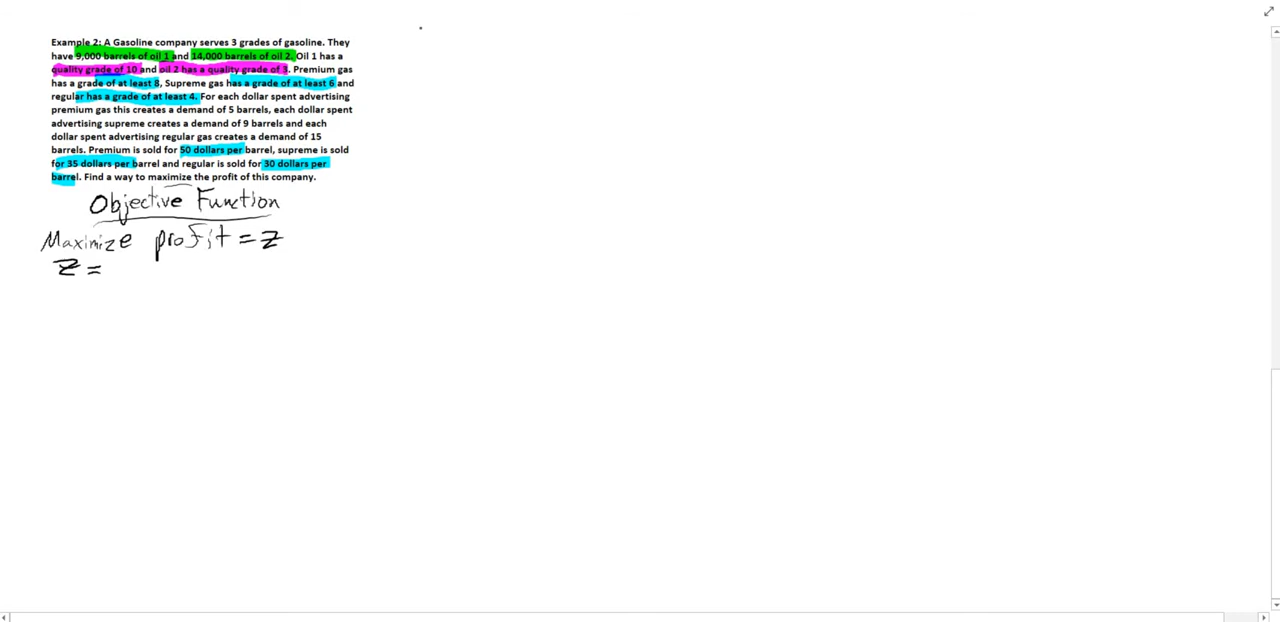 Example 2: A Gasoline company serves 3 grades of gasoline. They
have 9,000 barrels of oil 1 and 14,000 barrels of oil 2. Oil 1 has a
quality grade of 10 and oil 2 has a quality grade of 3. Premium gas
has a grade of at least 8, Supreme gas has a grade of at least 6 and
regular has a grade of at least 4. For each dollar spent advertising
premium gas this creates a demand of 5 barrels, each dollar spent
advertising supreme creates a demand of 9 barrels and each
dollar spent advertising regular gas creates a demand of 15
barrels. Premium is sold for 50 dollars per barrel, supreme is sold
for 35 dollars per barrel and regular is sold for 30 dollars per
barrel. Find a way to maximize the profit of this company.
Objective Function
Maximize profit = Z
Z =